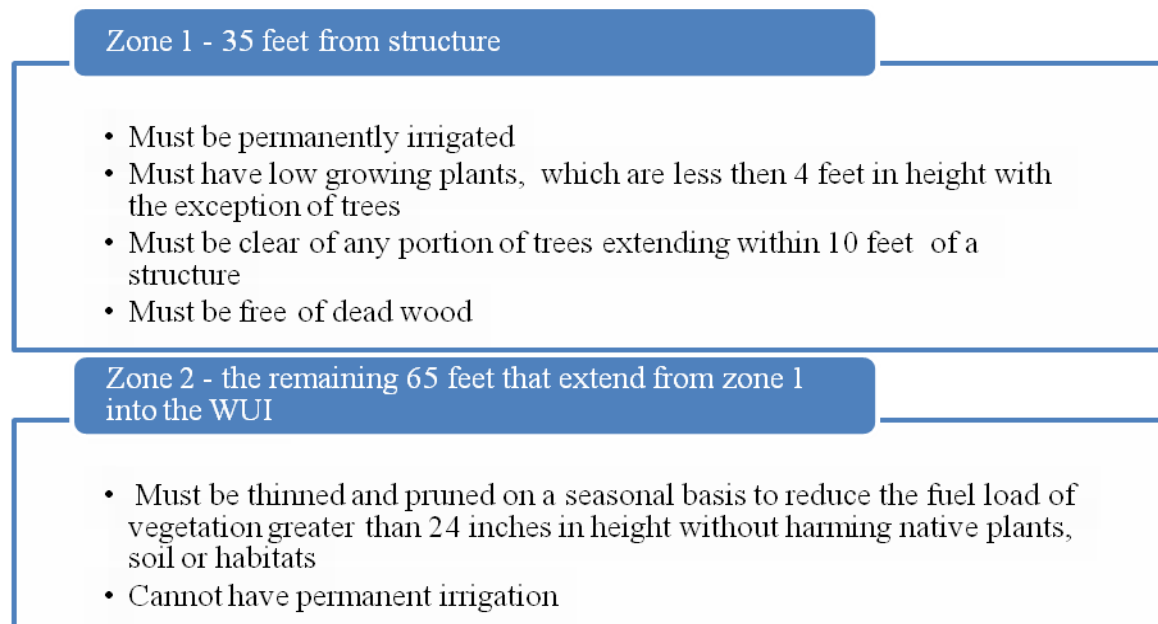 Zone 1 - 35 feet from structure
• Must be permanently irrigated
• Must have low growing plants, which are less then 4 feet in height with
the exception of trees
• Must be clear of any portion of trees extending within 10 feet of a
structure
• Must be free of dead wood
Zone 2 - the remaining 65 feet that extend from zone 1
into the WUI
• Must be thinned and pruned on a seasonal basis to reduce the fuel load of
vegetation greater than 24 inches in height without harming native plants,
soil or habitats
• Cannot have permanent irrigation